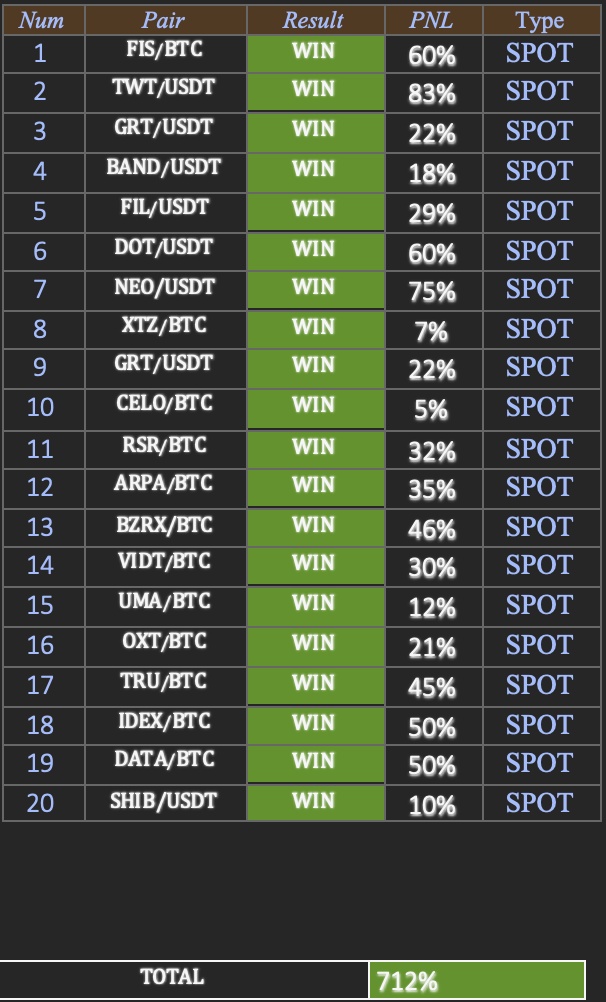 Num Pair Result PNL Type
1 FIS/BTC WIN 60% SPOT
2 TWT/USDT WIN 83% SPOT
3 GRT/USDT WIN 22% SPOT
4 BAND/USDT WIN 18% SPOT
5 FIL/USDT WIN 29% SPOT
6 DOT/USDT WIN 60% SPOT
7 NEO/USDT WIN 75% SPOT
8 XTZ/BTC WIN 7% SPOT
9 GRT/USDT WIN 22% SPOT
10 CELO/BTC WIN 5% SPOT
11 RSR/BTC WIN 32% SPOT
12 ARPA/BTC WIN 35% SPOT
13 BZRX/BTC WIN 46% SPOT
14 VIDT/BTC WIN 30% SPOT
15 UMA/BTC WIN 12% SPOT
16 OXT/BTC WIN 21% SPOT
17 TRU/BTC WIN 45% SPOT
18 IDEX/BTC WIN 50% SPOT
19 DATA/BTC WIN 50% SPOT
20 SHIB/USDT WIN 10% SPOT
TOTAL 712%